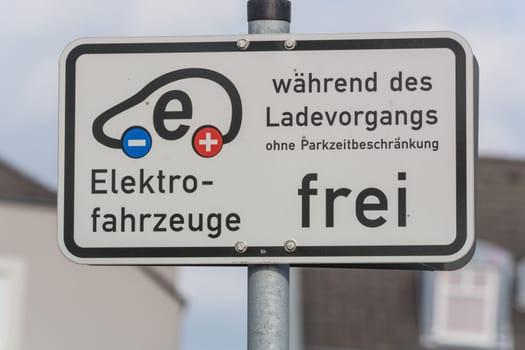 e
− +
Elektro-
fahrzeuge
während des
Ladevorgangs
ohne Parkzeitbeschränkung
frei